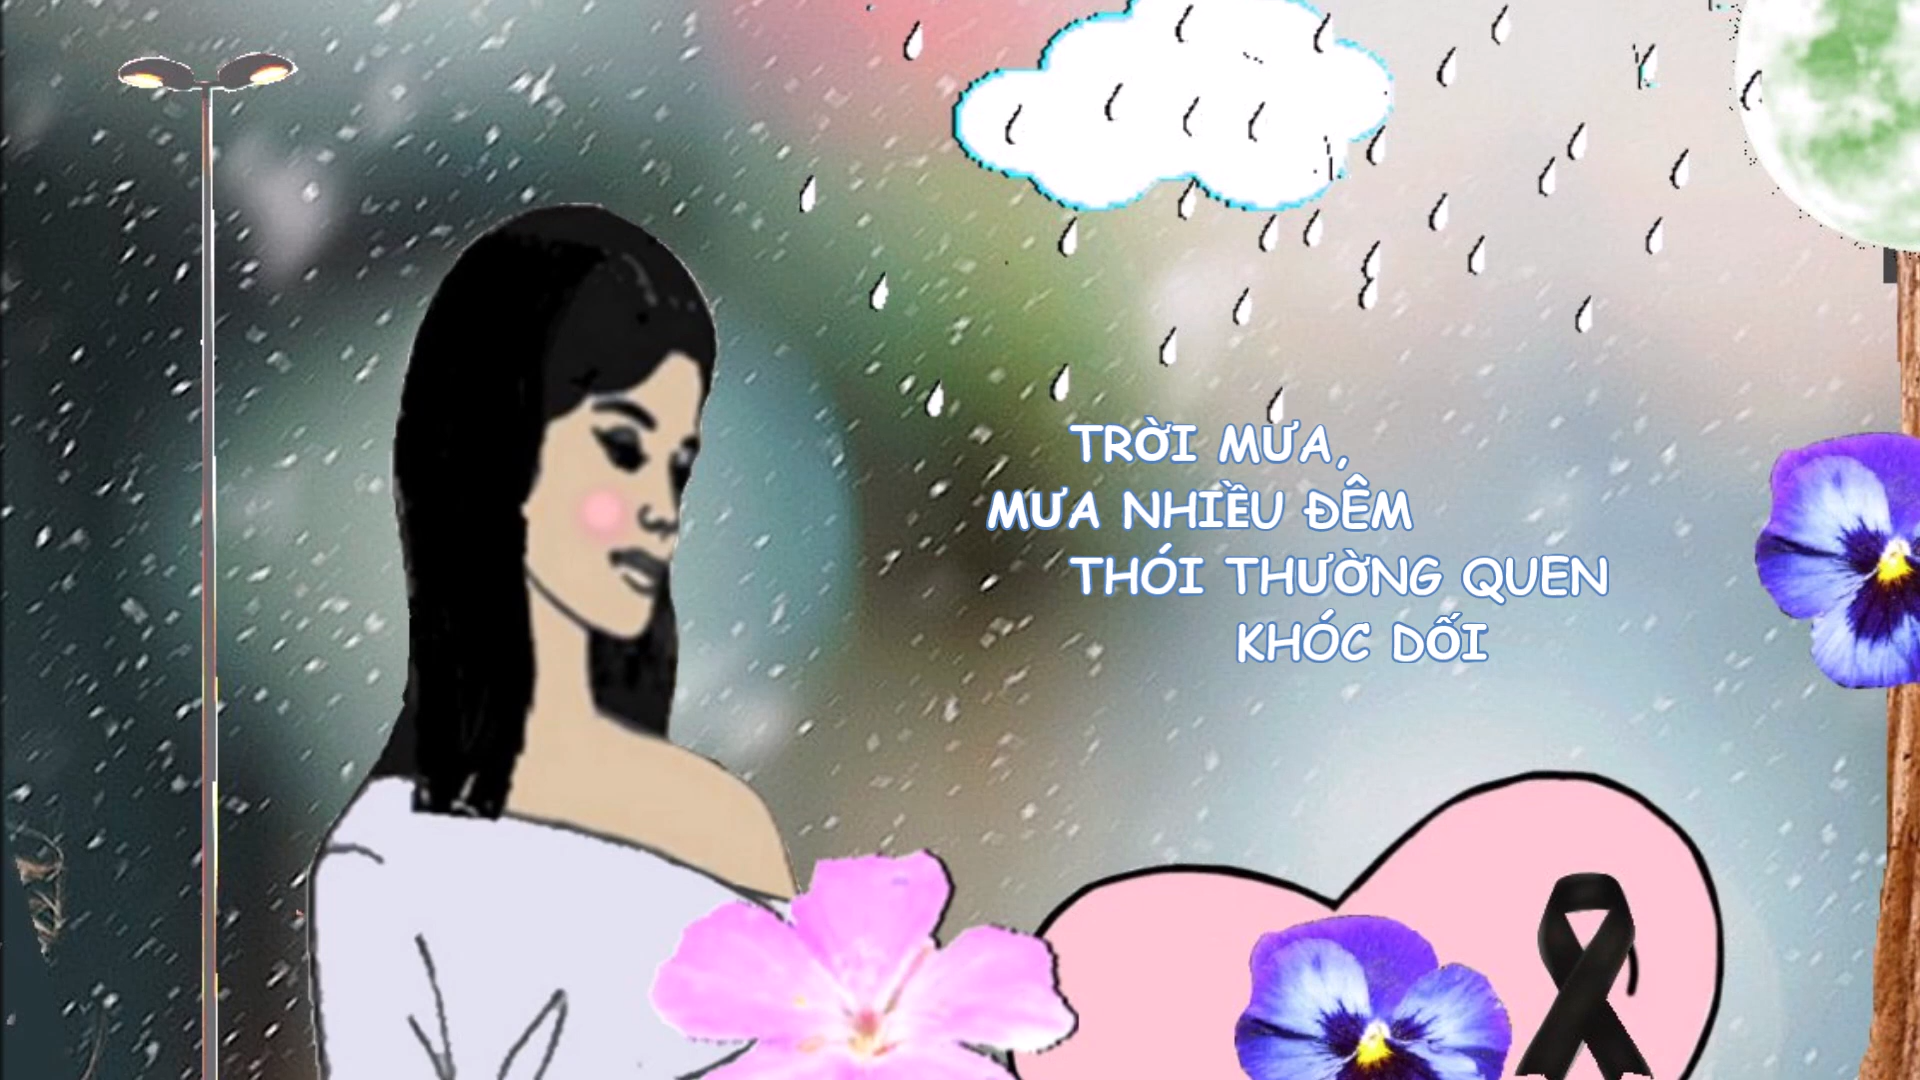 TRỜI MƯA,
MƯA NHIỀU ĐÊM
THÓI THƯỜNG QUEN
KHÓC DỐI